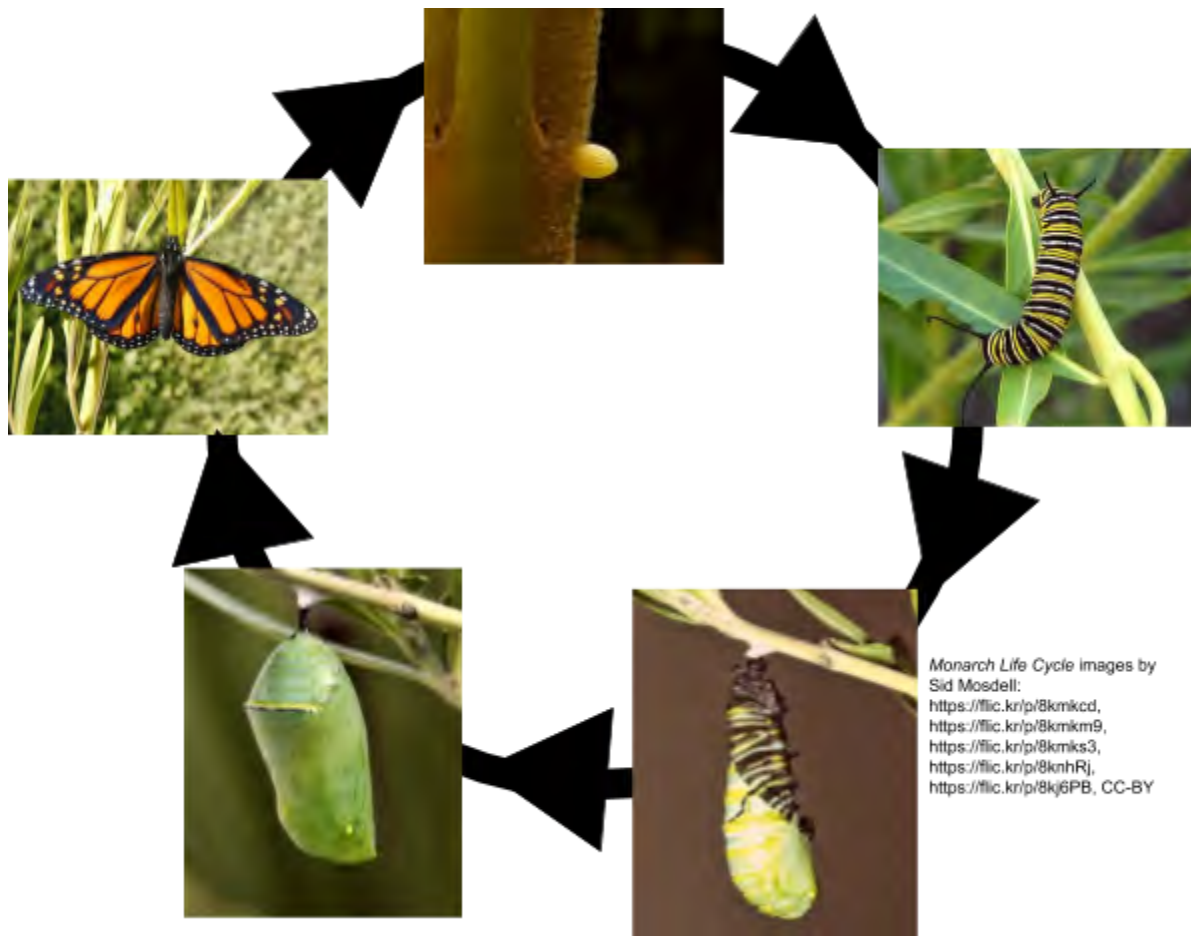 Monarch Life Cycle images by
Sid Mosdell:
https://flic.kr/p/8kmkcd,
https://flic.kr/p/8kmkm9,
https://flic.kr/p/8kmks3,
https://flic.kr/p/8knhRj,
https://flic.kr/p/8kj6PB, CC-BY